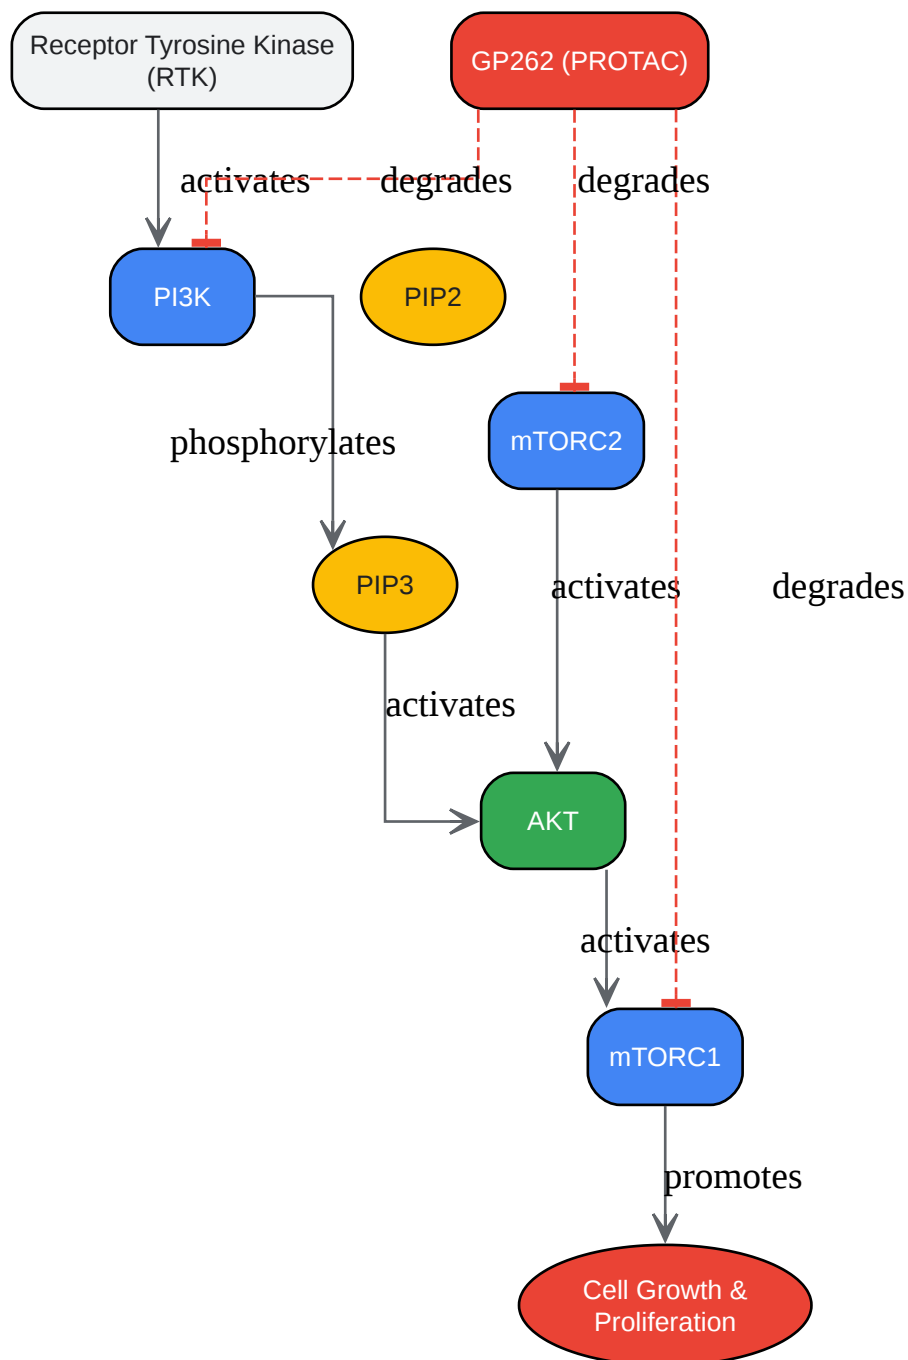 Receptor Tyrosine Kinase
(RTK)
GP262 (PROTAC)
activates
degrades
degrades
PI3K
PIP2
phosphorylates
mTORC2
PIP3
activates
degrades
activates
AKT
activates
mTORC1
promotes
Cell Growth &
Proliferation